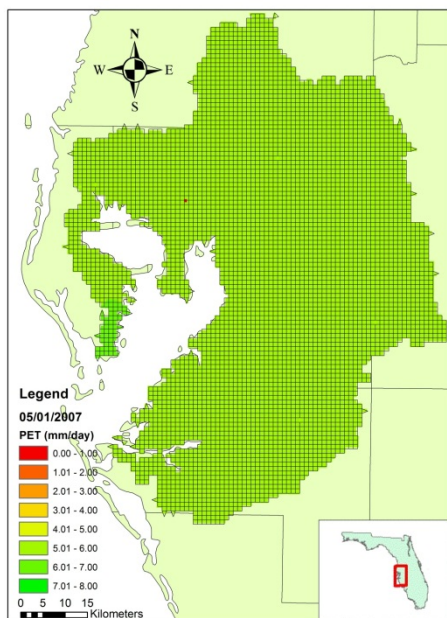 N
W E
S
Legend
05/01/2007
PET (mm/day)
0.00 - 1.00
1.01 - 2.00
2.01 - 3.00
3.01 - 4.00
4.01 - 5.00
5.01 - 6.00
6.01 - 7.00
7.01 - 8.00
0 5 10 15
Kilometers